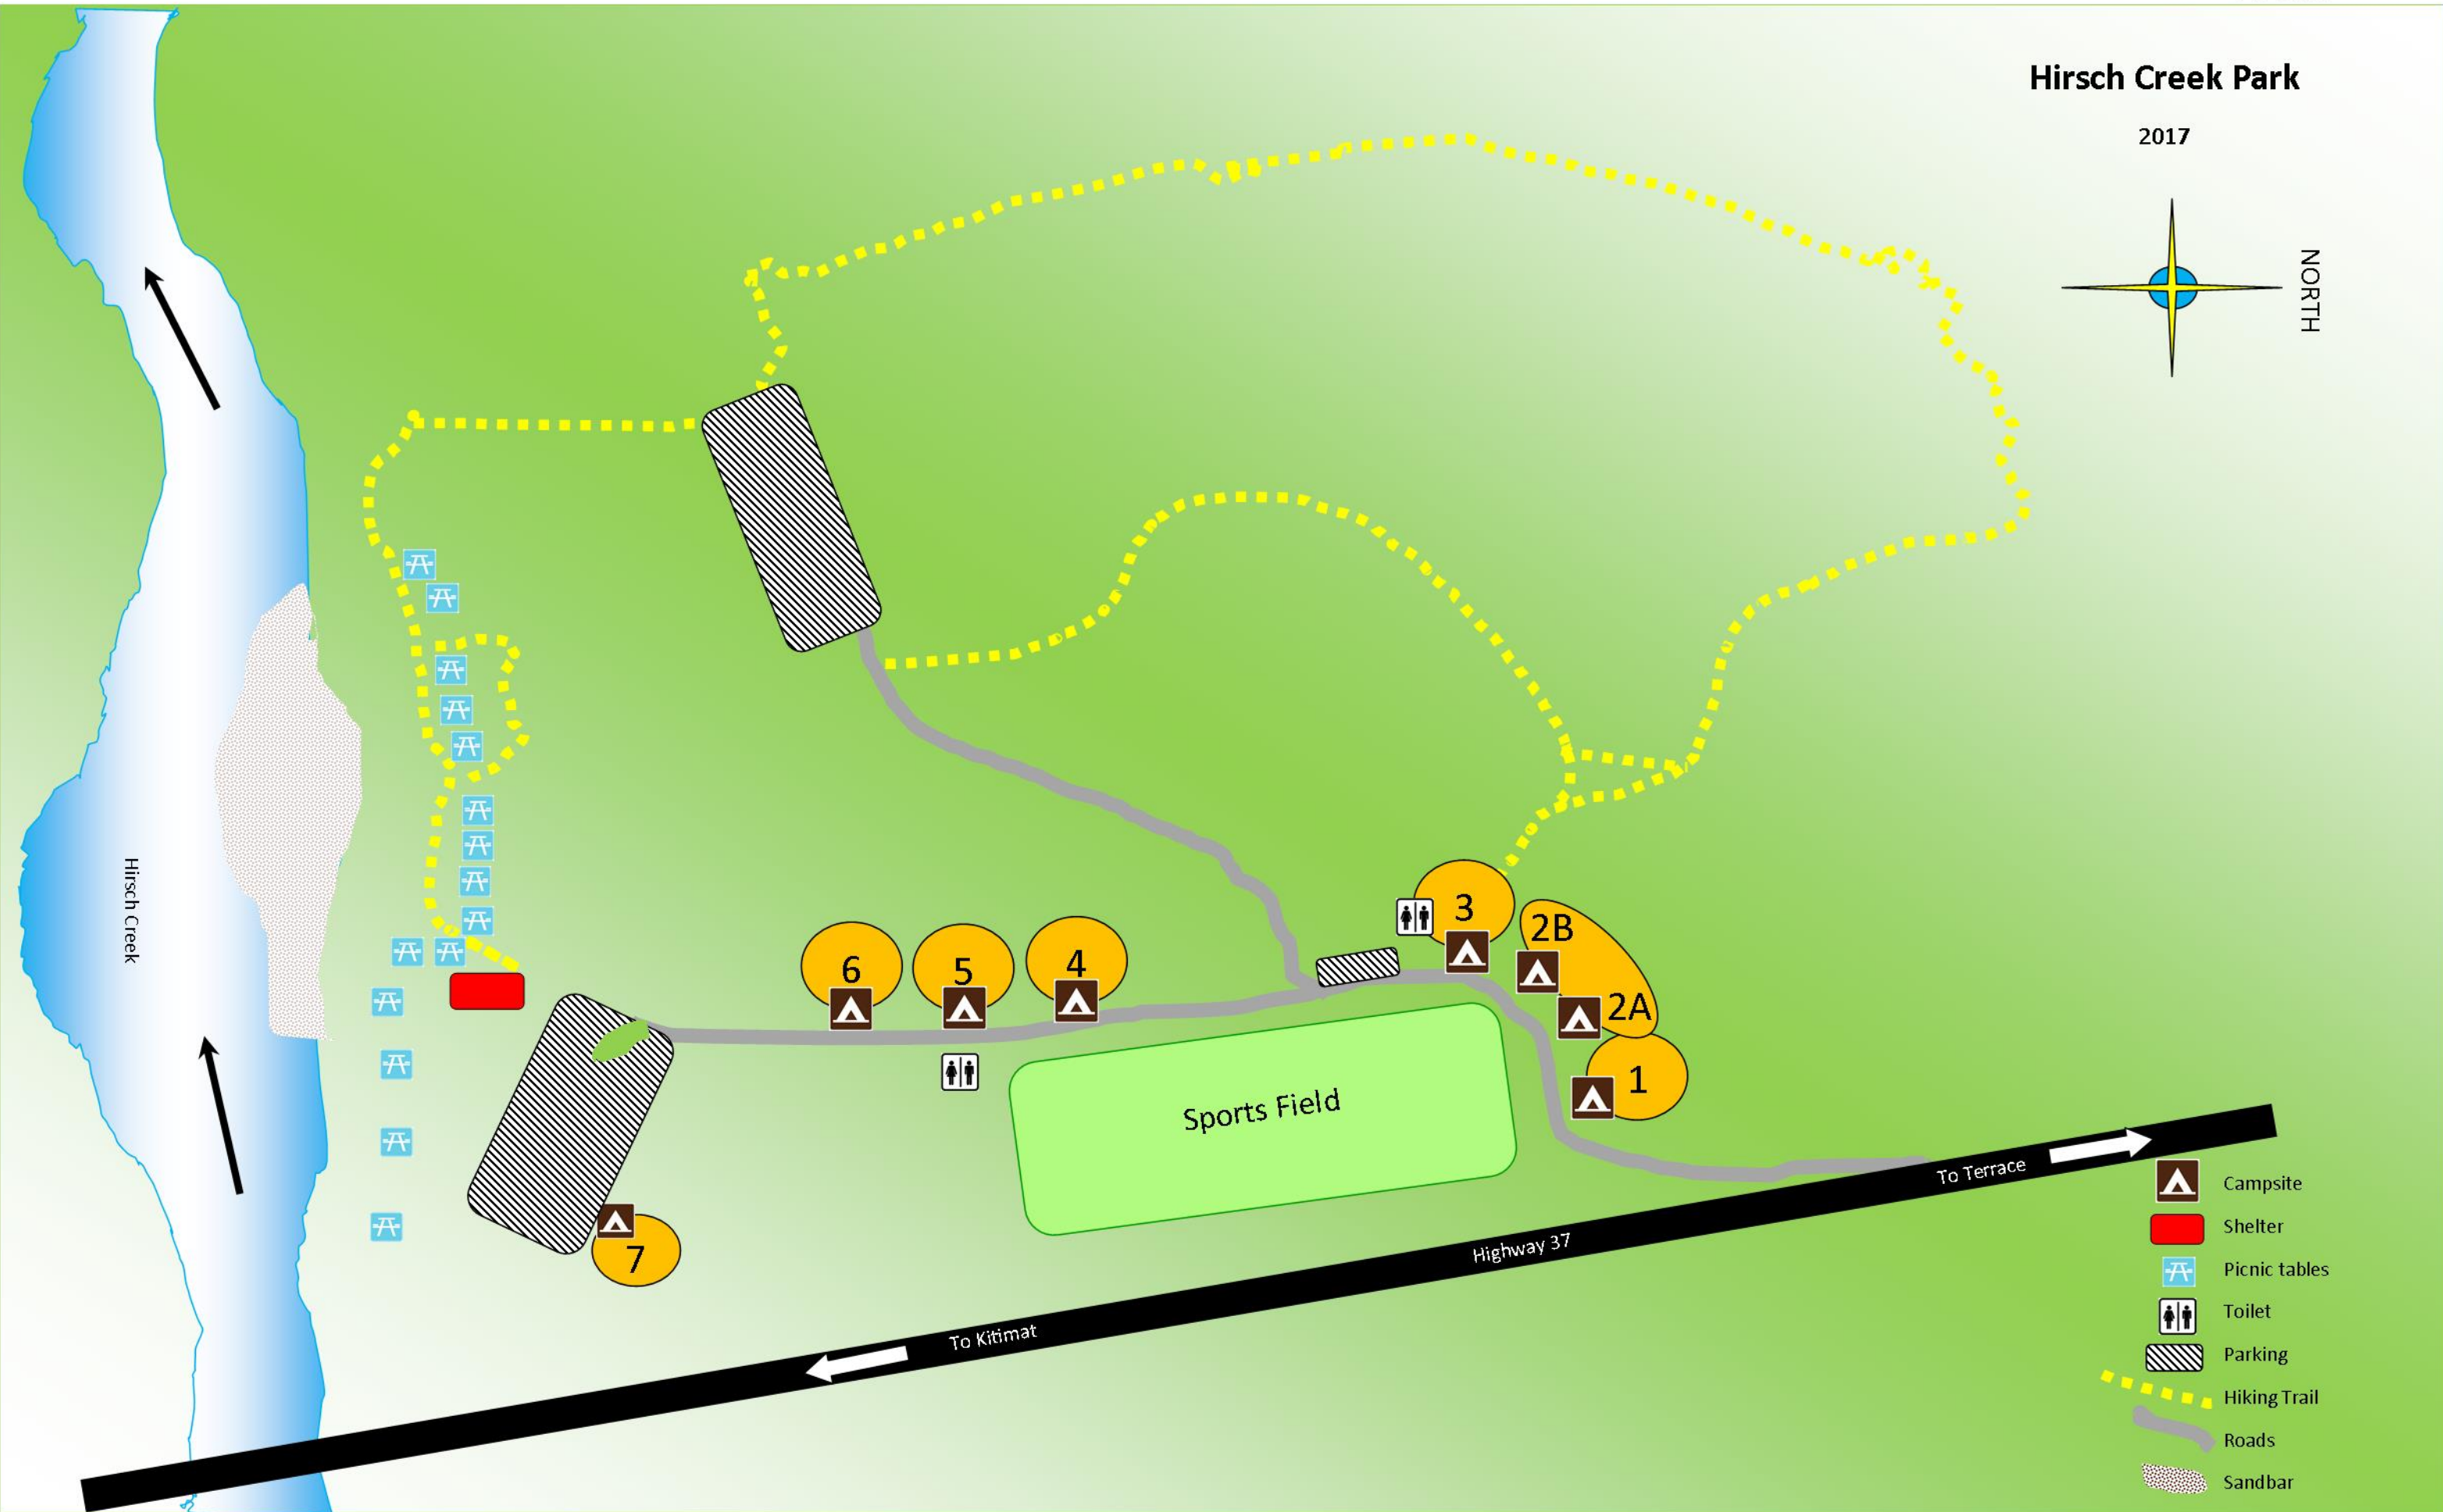 Hirsch Creek Park
2017
NORTH
Hirsch Creek
3
2B
6
5
4
2A
1
Sports Field
7
To Terrace
Highway 37
To Kitimat
Campsite
Shelter
Picnic tables
Toilet
Parking
Hiking Trail
Roads
Sandbar